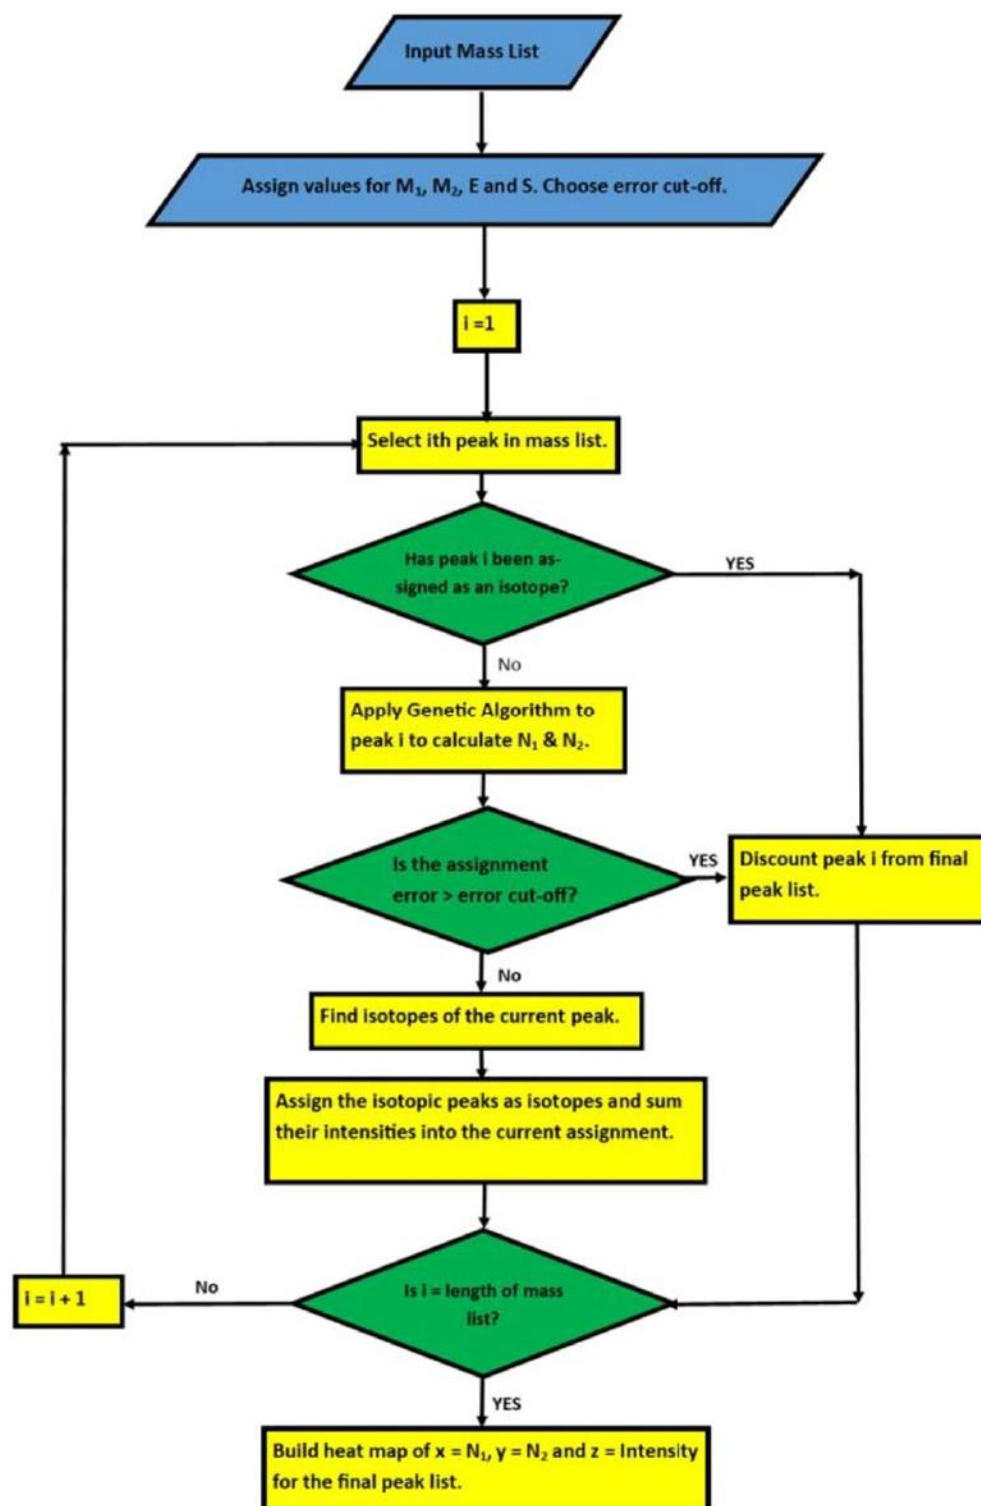 Input Mass List
Assign values for M₁, M₂, E and S. Choose error cut-off.
i =1
Select ith peak in mass list.
Has peak i been as-
signed as an isotope?
YES
No
Apply Genetic Algorithm to
peak i to calculate N₁ & N₂.
Is the assignment
error > error cut-off?
YES
Discount peak i from final
peak list.
No
Find isotopes of the current peak.
Assign the isotopic peaks as isotopes and sum
their intensities into the current assignment.
Is i = length of mass
list?
No
i = i + 1
YES
Build heat map of x = N₁, y = N₂ and z = Intensity
for the final peak list.